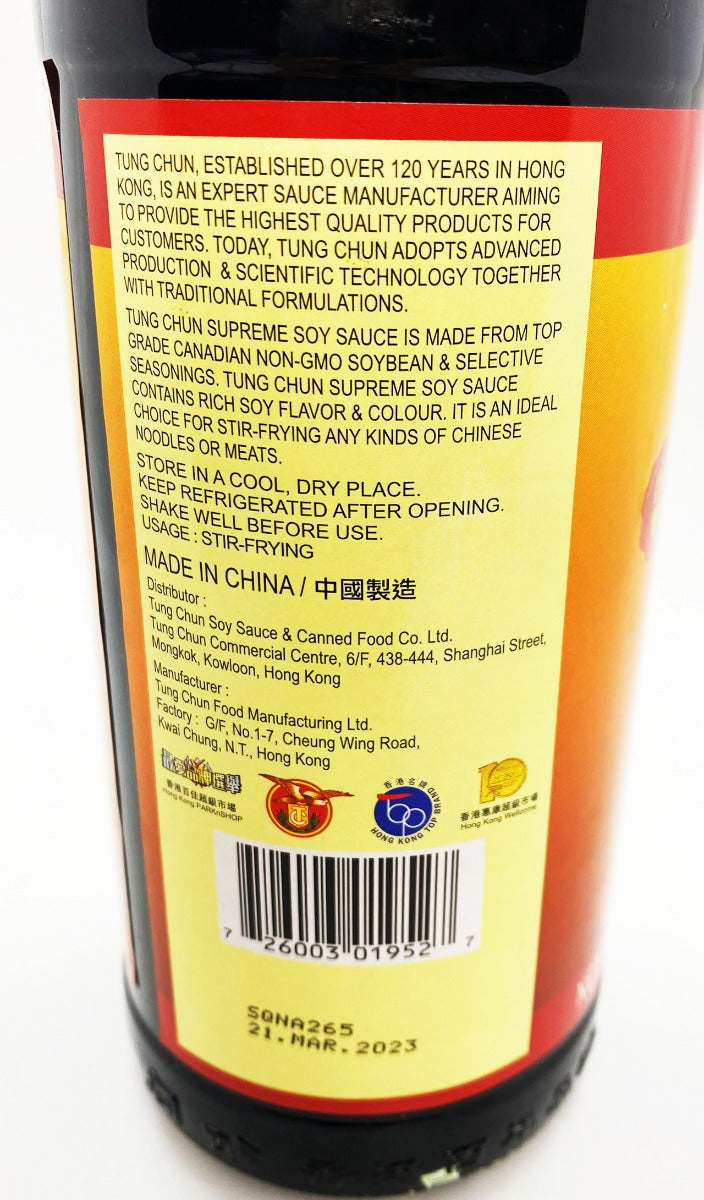 TUNG CHUN, ESTABLISHED OVER 120 YEARS IN HONG
KONG, IS AN EXPERT SAUCE MANUFACTURER AIMING
TO PROVIDE THE HIGHEST QUALITY PRODUCTS FOR
CUSTOMERS. TODAY, TUNG CHUN ADOPTS ADVANCED
PRODUCTION & SCIENTIFIC TECHNOLOGY TOGETHER
WITH TRADITIONAL FORMULATIONS.
TUNG CHUN SUPREME SOY SAUCE IS MADE FROM TOP
GRADE CANADIAN NON-GMO SOYBEAN & SELECTIVE
SEASONINGS. TUNG CHUN SUPREME SOY SAUCE
CONTAINS RICH SOY FLAVOR & COLOUR. IT IS AN IDEAL
CHOICE FOR STIR-FRYING ANY KINDS OF CHINESE
NOODLES OR MEATS.
STORE IN A COOL, DRY PLACE.
KEEP REFRIGERATED AFTER OPENING.
SHAKE WELL BEFORE USE.
USAGE : STIR-FRYING
MADE IN CHINA / 中國製造
Distributor :
Tung Chun Soy Sauce & Canned Food Co. Ltd.
Tung Chun Commercial Centre, 6/F, 438-444, Shanghai Street,
Mongkok, Kowloon, Hong Kong
Manufacturer :
Tung Chun Food Manufacturing Ltd.
Factory : G/F, No.1-7, Cheung Wing Road,
Kwai Chung, N.T., Hong Kong
香港百佳超級市場
Hong Kong PARKnSHOP
香港名牌
HONG KONG TOP BRAND
香港惠康超級市場
Hong Kong Wellcome
7 26003 01952 7
SQNA265
21.MAR.2023